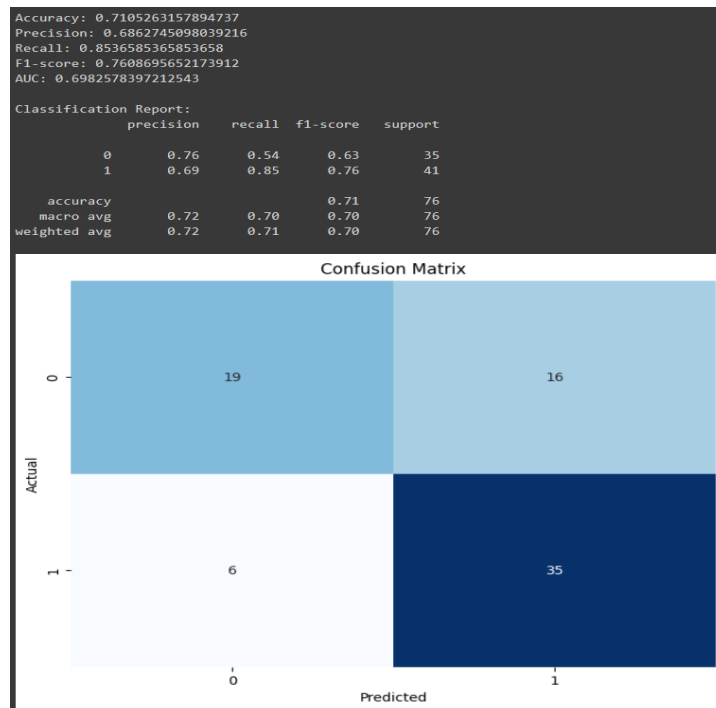 Accuracy: 0.7105263157894737
Precision: 0.6862745098039216
Recall: 0.8536585365853658
F1-score: 0.7608695652173912
AUC: 0.6982578397212543
Classification Report:
precision recall f1-score support
0 0.76 0.54 0.63 35
1 0.69 0.85 0.76 41
accuracy 0.71 76
macro avg 0.72 0.70 0.70 76
weighted avg 0.72 0.71 0.70 76
Confusion Matrix
0 - 19 16
Actual
1 - 6 35
0 1
Predicted